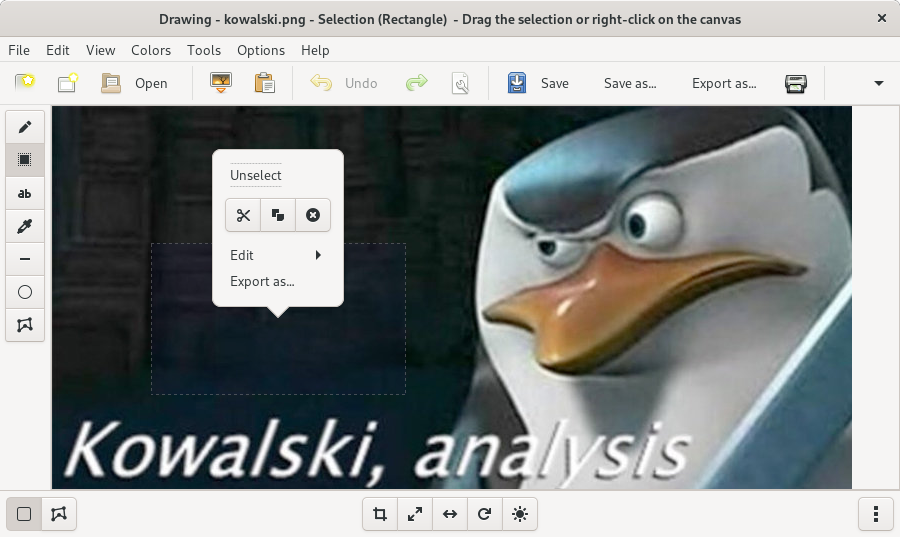 Drawing - kowalski.png - Selection (Rectangle) - Drag the selection or right-click on the canvas
File Edit View Colors Tools Options Help
Open Undo Save Save as... Export as...
ab
Unselect
Edit
Export as...
Kowalski, analysis